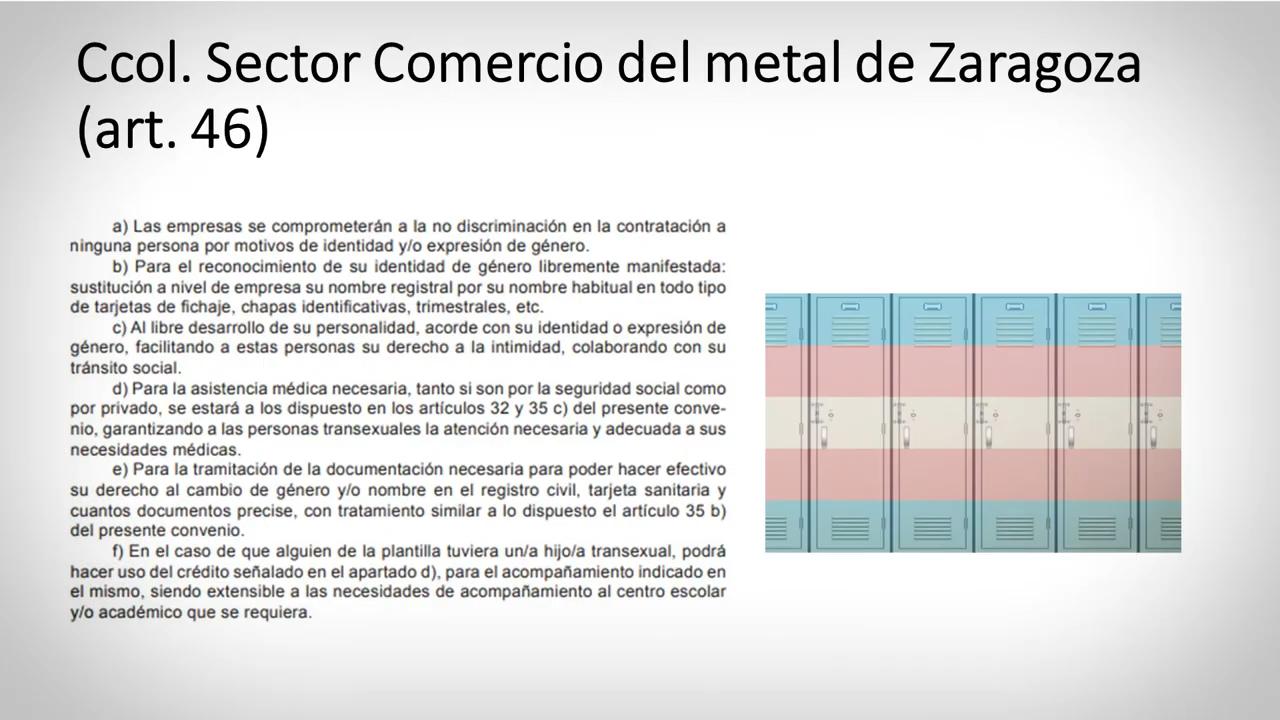 Ccol. Sector Comercio del metal de Zaragoza
(art. 46)
a) Las empresas se comprometerán a la no discriminación en la contratación a
ninguna persona por motivos de identidad y/o expresión de género.
b) Para el reconocimiento de su identidad de género libremente manifestada:
sustitución a nivel de empresa su nombre registral por su nombre habitual en todo tipo
de tarjetas de fichaje, chapas identificativas, trimestrales, etc.
c) Al libre desarrollo de su personalidad, acorde con su identidad o expresión de
género, facilitando a estas personas su derecho a la intimidad, colaborando con su
tránsito social.
d) Para la asistencia médica necesaria, tanto si son por la seguridad social como
por privado, se estará a los dispuesto en los artículos 32 y 35 c) del presente conve-
nio, garantizando a las personas transexuales la atención necesaria y adecuada a sus
necesidades médicas.
e) Para la tramitación de la documentación necesaria para poder hacer efectivo
su derecho al cambio de género y/o nombre en el registro civil, tarjeta sanitaria y
cuantos documentos precise, con tratamiento similar a lo dispuesto el artículo 35 b)
del presente convenio.
f) En el caso de que alguien de la plantilla tuviera un/a hijo/a transexual, podrá
hacer uso del crédito señalado en el apartado d), para el acompañamiento indicado en
el mismo, siendo extensible a las necesidades de acompañamiento al centro escolar
y/o académico que se requiera.